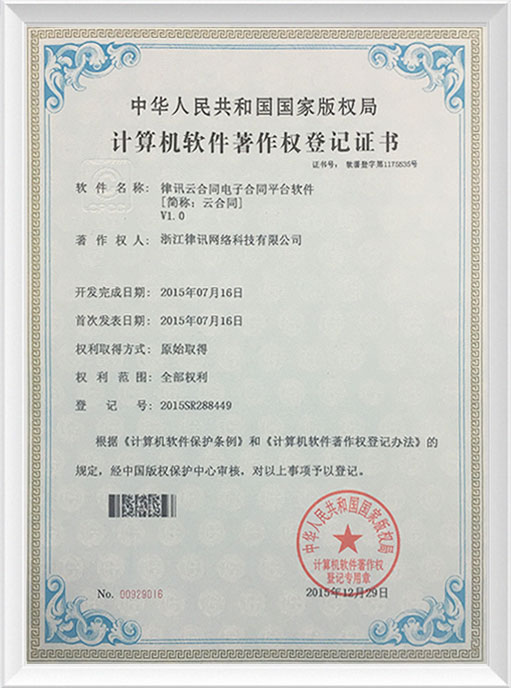 中华人民共和国国家版权局
计算机软件著作权登记证书
证书号： 软著登字第1175535号
软件名称： 律讯云合同电子合同平台软件
[简称：云合同]
V1.0
著作权人： 浙江律讯网络科技有限公司
开发完成日期： 2015年07月16日
首次发表日期： 2015年07月16日
权利取得方式： 原始取得
权利范围： 全部权利
登记号： 2015SR288449
根据《计算机软件保护条例》和《计算机软件著作权登记办法》的
规定，经中国版权保护中心审核，对以上事项予以登记。
中华人民共和国国家版权局
计算机软件著作权
登记专用章
No. 00929016
2015年12月29日